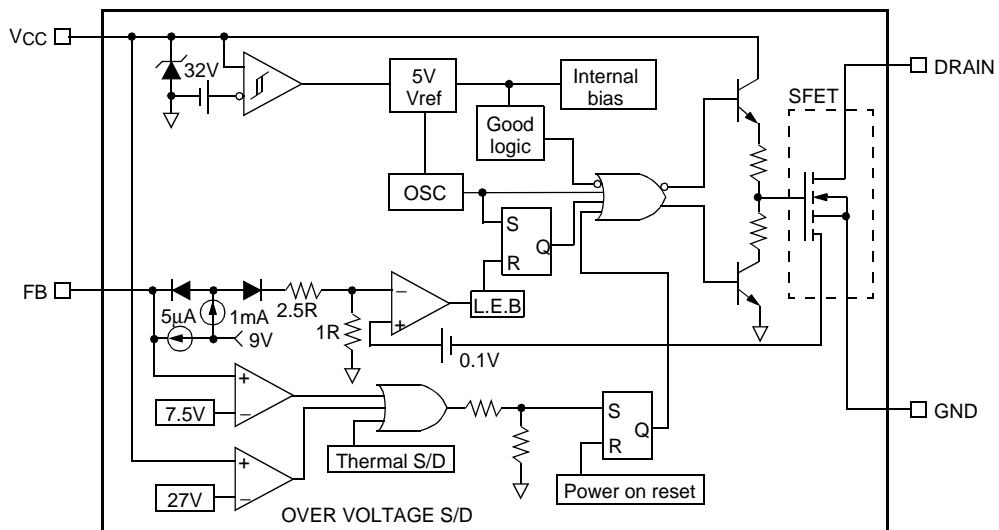 VCC
32V
5V
Vref
Internal
bias
DRAIN
SFET
Good
logic
OSC
S
R
Q
FB
5μA
1mA
9V
2.5R
1R
−
+
L.E.B
0.1V
+
−
7.5V
S
R
Q
GND
Thermal S/D
+
−
27V
Power on reset
OVER VOLTAGE S/D